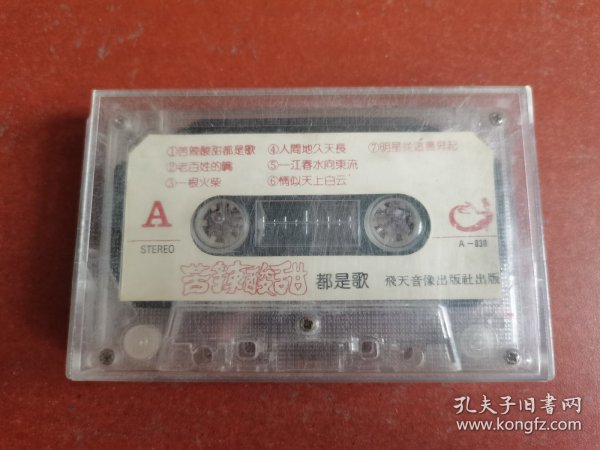 ①苦辣酸甜都是歌 ④人間地久天長 ⑦明星從這裏昇起
②老百姓的 ⑤一江春水向東流
③一根火柴 ⑥情似天上白云
A
STEREO
A-838
苦辣酸甜 都是歌 飛天音像出版社出版
孔夫子旧书网
www.kongfz.com